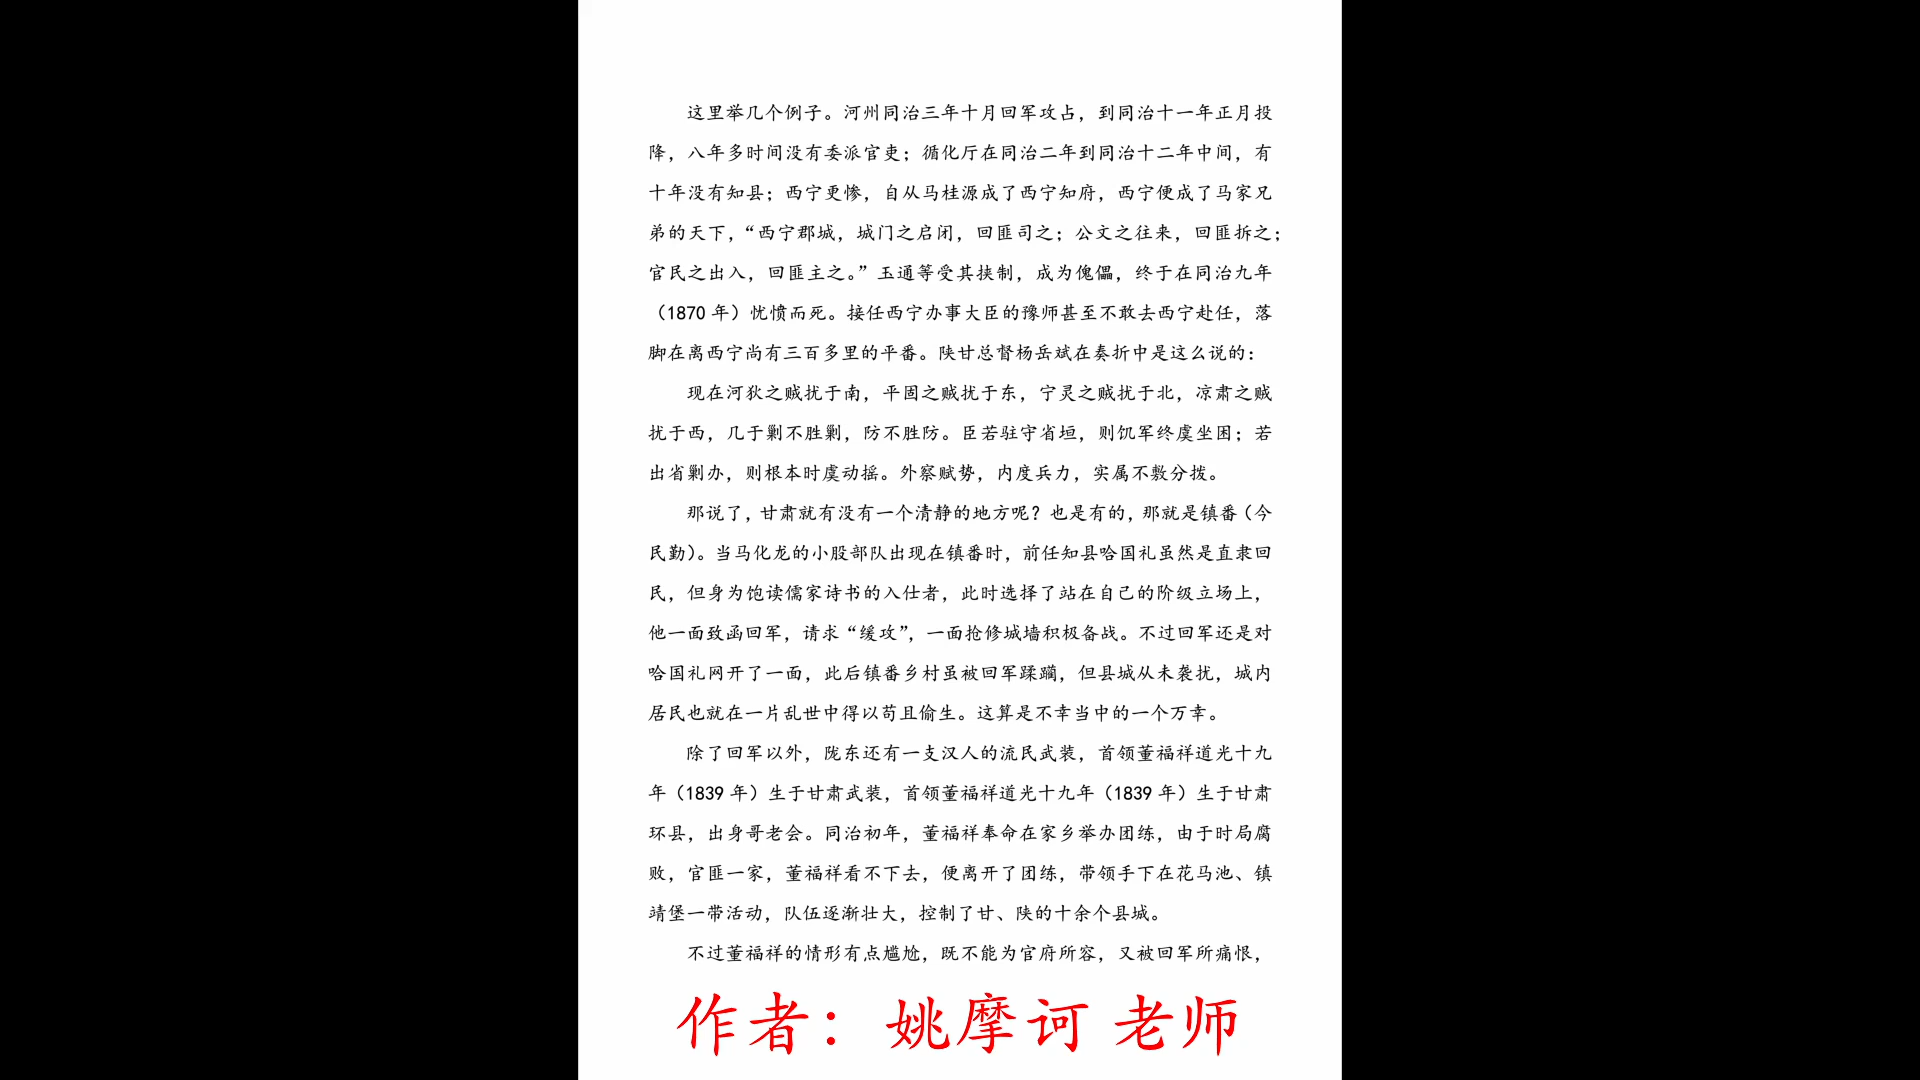 这里举几个例子。河州同治三年十月回军攻占，到同治十一年正月投
降，八年多时间没有委派官吏；循化厅在同治二年到同治十二年中间，有
十年没有知县；西宁更惨，自从马桂源成了西宁知府，西宁便成了马家兄
弟的天下，“西宁郡城，城门之启闭，回匪司之；公文之往来，回匪拆之；
官民之出入，回匪主之。”玉通等受其挟制，成为傀儡，终于在同治九年
（1870 年）忧愤而死。接任西宁办事大臣的豫师甚至不敢去西宁赴任，落
脚在离西宁尚有三百多里的平番。陕甘总督杨岳斌在奏折中是这么说的：
现在河狄之贼扰于南，平固之贼扰于东，宁灵之贼扰于北，凉肃之贼
扰于西，几于剿不胜剿，防不胜防。臣若驻守省垣，则饥军终虞坐困；若
出省剿办，则根本时虞动摇。外察赋势，内度兵力，实属不敷分拨。
那说了，甘肃就有没有一个清静的地方呢？也是有的，那就是镇番（今
民勤）。当马化龙的小股部队出现在镇番时，前任知县哈国礼虽然是直隶回
民，但身为饱读儒家诗书的入仕者，此时选择了站在自己的阶级立场上，
他一面致函回军，请求“缓攻”，一面抢修城墙积极备战。不过回军还是对
哈国礼网开了一面，此后镇番乡村虽被回军蹂躏，但县城从未袭扰，城内
居民也就在一片乱世中得以苟且偷生。这算是不幸当中的一个万幸。
除了回军以外，陇东还有一支汉人的流民武装，首领董福祥道光十九
年（1839 年）生于甘肃武装，首领董福祥道光十九年（1839 年）生于甘肃
环县，出身哥老会。同治初年，董福祥奉命在家乡举办团练，由于时局腐
败，官匪一家，董福祥看不下去，便离开了团练，带领手下在花马池、镇
靖堡一带活动，队伍逐渐壮大，控制了甘、陕的十余个县城。
不过董福祥的情形有点尴尬，既不能为官府所容，又被回军所痛恨，
作者：姚摩诃 老师